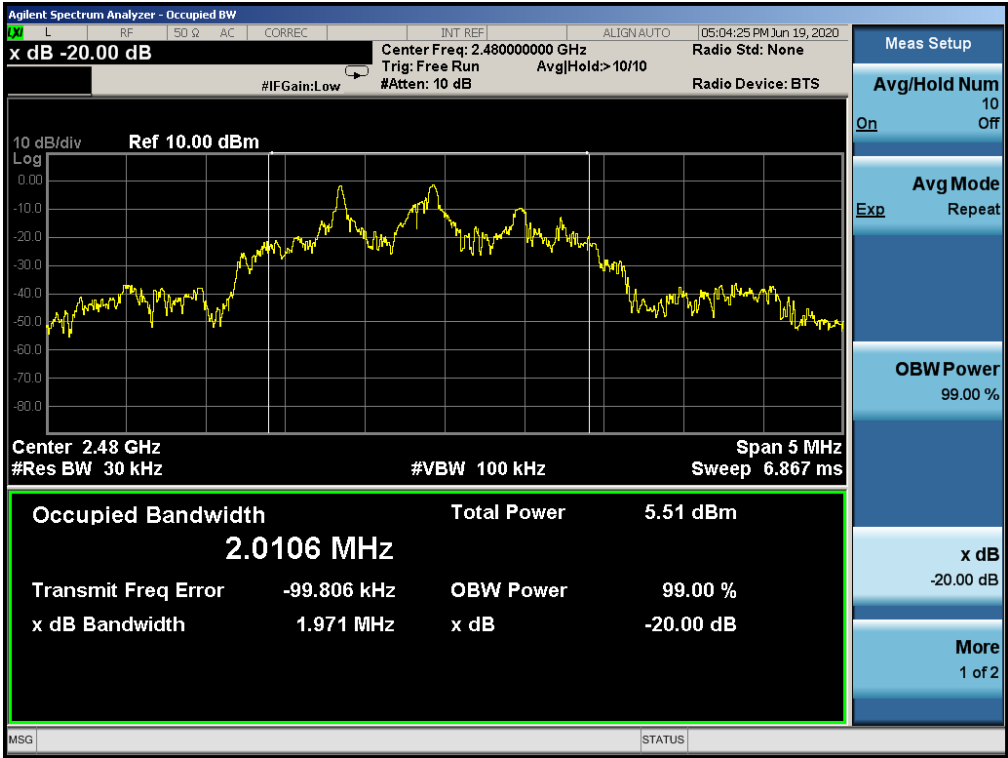 Agilent Spectrum Analyzer - Occupied BW
LXI L RF 50 Ω AC CORREC INT REF ALIGN AUTO 05:04:25 PM Jun 19, 2020
x dB -20.00 dB
Center Freq: 2.480000000 GHz Radio Std: None
Trig: Free Run Avg|Hold:> 10/10
#IFGain:Low #Atten: 10 dB Radio Device: BTS
10 dB/div Ref 10.00 dBm
Log
0.00
-10.0
-20.0
-30.0
-40.0
-50.0
-60.0
-70.0
-80.0
Center 2.48 GHz Span 5 MHz
#Res BW 30 kHz #VBW 100 kHz Sweep 6.867 ms
Occupied Bandwidth Total Power 5.51 dBm
2.0106 MHz
Transmit Freq Error -99.806 kHz OBW Power 99.00 %
x dB Bandwidth 1.971 MHz x dB -20.00 dB
MSG STATUS
Meas Setup
Avg/Hold Num
10
On Off
Avg Mode
Exp Repeat
OBW Power
99.00 %
x dB
-20.00 dB
More
1 of 2